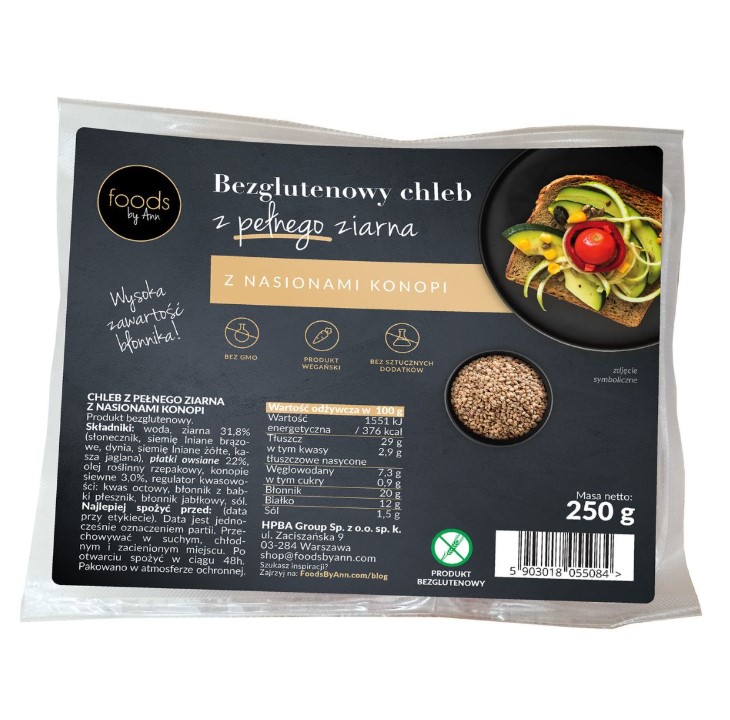 foods
by Ann
Bezglutenowy chleb
z pełnego ziarna
Z NASIONAMI KONOPI
Wysoka
zawartość
błonnika!
BEZ GMO
PRODUKT
WEGAŃSKI
BEZ SZTUCZNYCH
DODATKÓW
zdjęcie
symboliczne
CHLEB Z PEŁNEGO ZIARNA
Z NASIONAMI KONOPI
Produkt bezglutenowy.
Składniki: woda, ziarna 31,8%
(słonecznik, siemię lniane brązo-
we, dynia, siemię lniane żółte, ka-
sza jaglana), płatki owsiane 22%,
olej roślinny rzepakowy, konopie
siewne 3,0%, regulator kwasowo-
ści: kwas octowy, błonnik z bab-
ki płesznik, błonnik jabłkowy, sól.
Najlepiej spożyć przed: (data
przy etykiecie). Data jest jedno-
cześnie oznaczeniem partii. Prze-
chowywać w suchym, chłod-
nym i zacienionym miejscu. Po
otwarciu spożyć w ciągu 48h.
Pakowano w atmosferze ochronnej.
Wartość odżywcza w 100 g
Wartość 1551 kJ
energetyczna / 376 kcal
Tłuszcz 29 g
w tym kwasy 2,9 g
tłuszczowe nasycone
Węglowodany 7,3 g
w tym cukry 0,9 g
Błonnik 20 g
Białko 12 g
Sól 1,5 g
HPBA Group Sp. z o.o. sp. k.
ul. Zaciszańska 9
03-284 Warszawa
shop@foodsbyann.com
Szukasz inspiracji?
Zajrzyj na: FoodsByAnn.com/blog
PRODUKT
BEZGLUTENOWY
Masa netto:
250 g
5 903018 055084 >